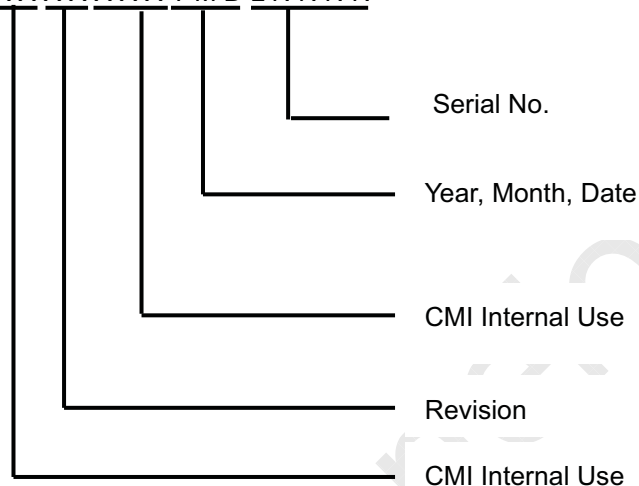 Serial No.
Year, Month, Date
CMI Internal Use
Revision
CMI Internal Use